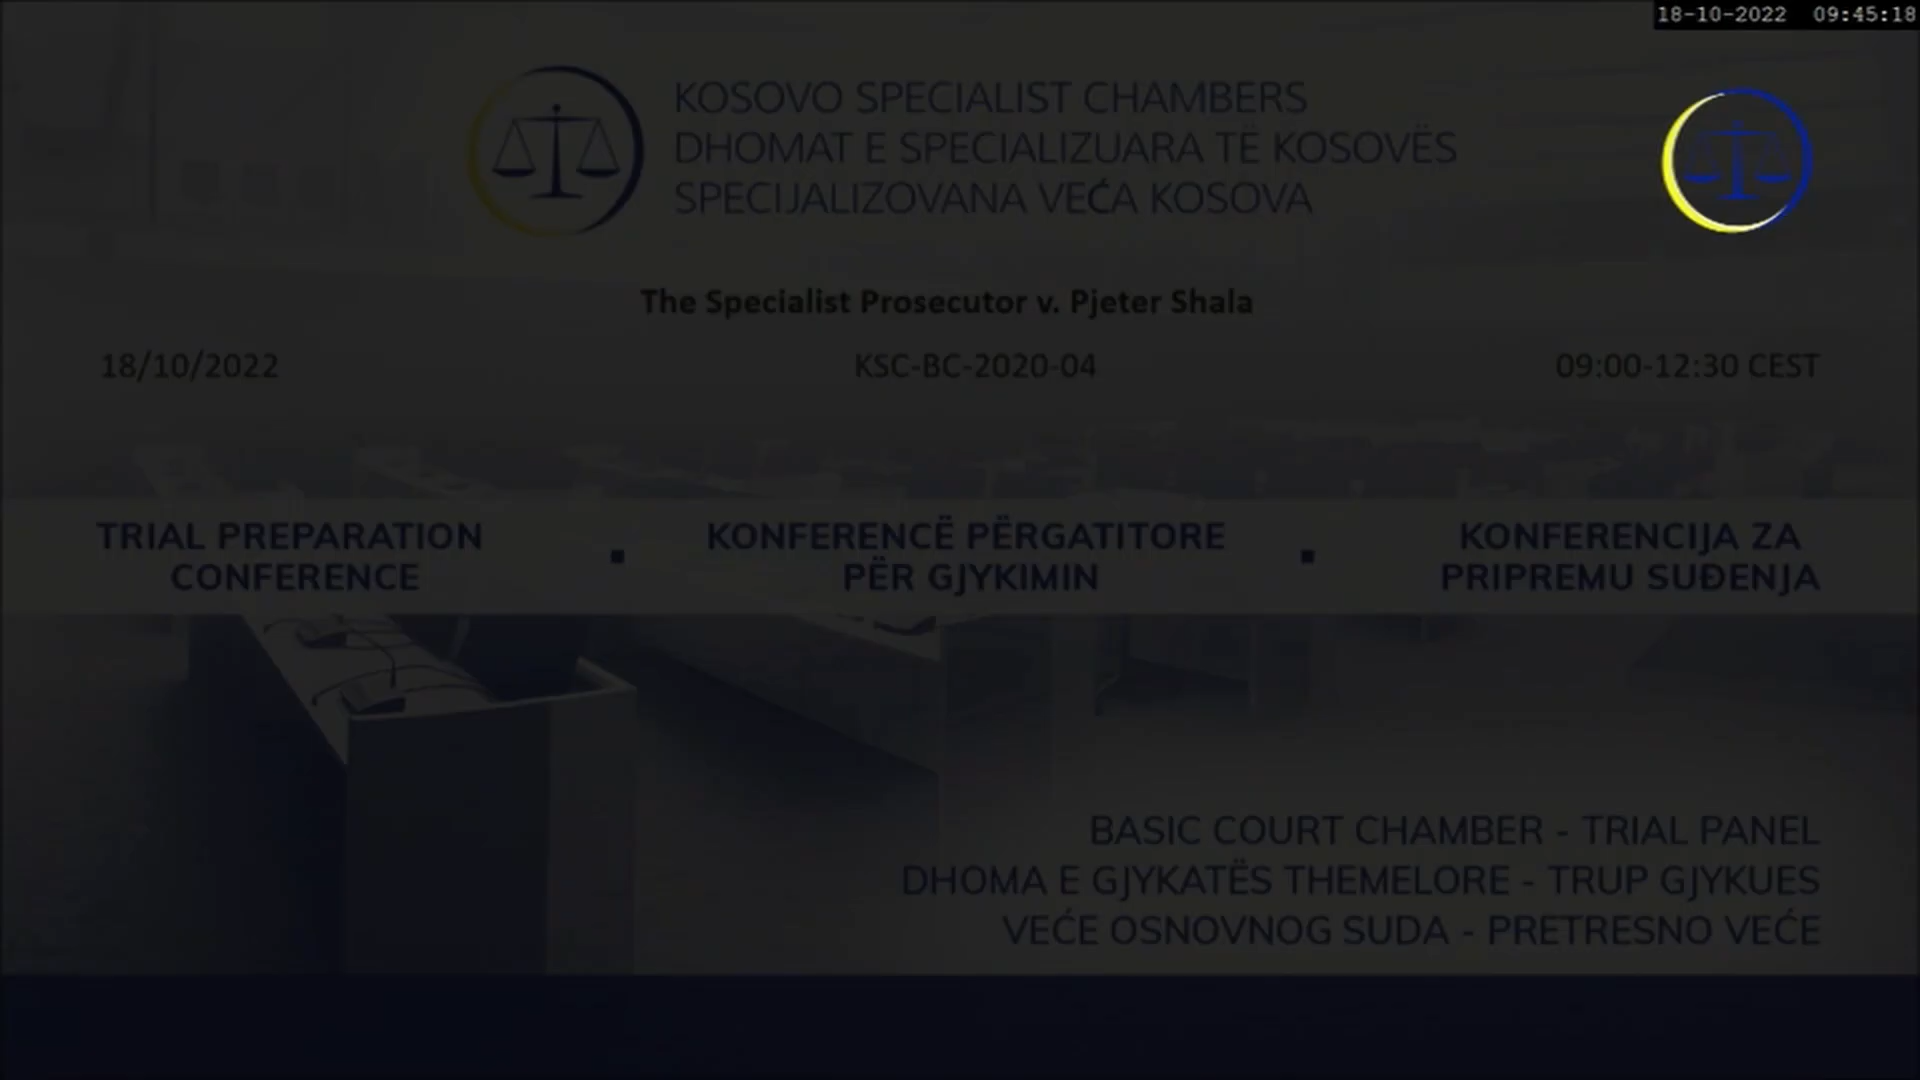 18-10-2022 09:45:18
KOSOVO SPECIALIST CHAMBERS
DHOMAT E SPECIALIZUARA TË KOSOVËS
SPECIJALIZOVANA VEĆA KOSOVA
The Specialist Prosecutor v. Pjeter Shala
18/10/2022
KSC-BC-2020-04
09:00-12:30 CEST
TRIAL PREPARATION
CONFERENCE
KONFERENCË PËRGATITORE
PËR GJYKIMIN
KONFERENCIJA ZA
PRIPREMU SUĐENJA
BASIC COURT CHAMBER - TRIAL PANEL
DHOMA E GJYKATËS THEMELORE - TRUP GJYKUES
VEĆE OSNOVNOG SUDA - PRETRESNO VEĆE